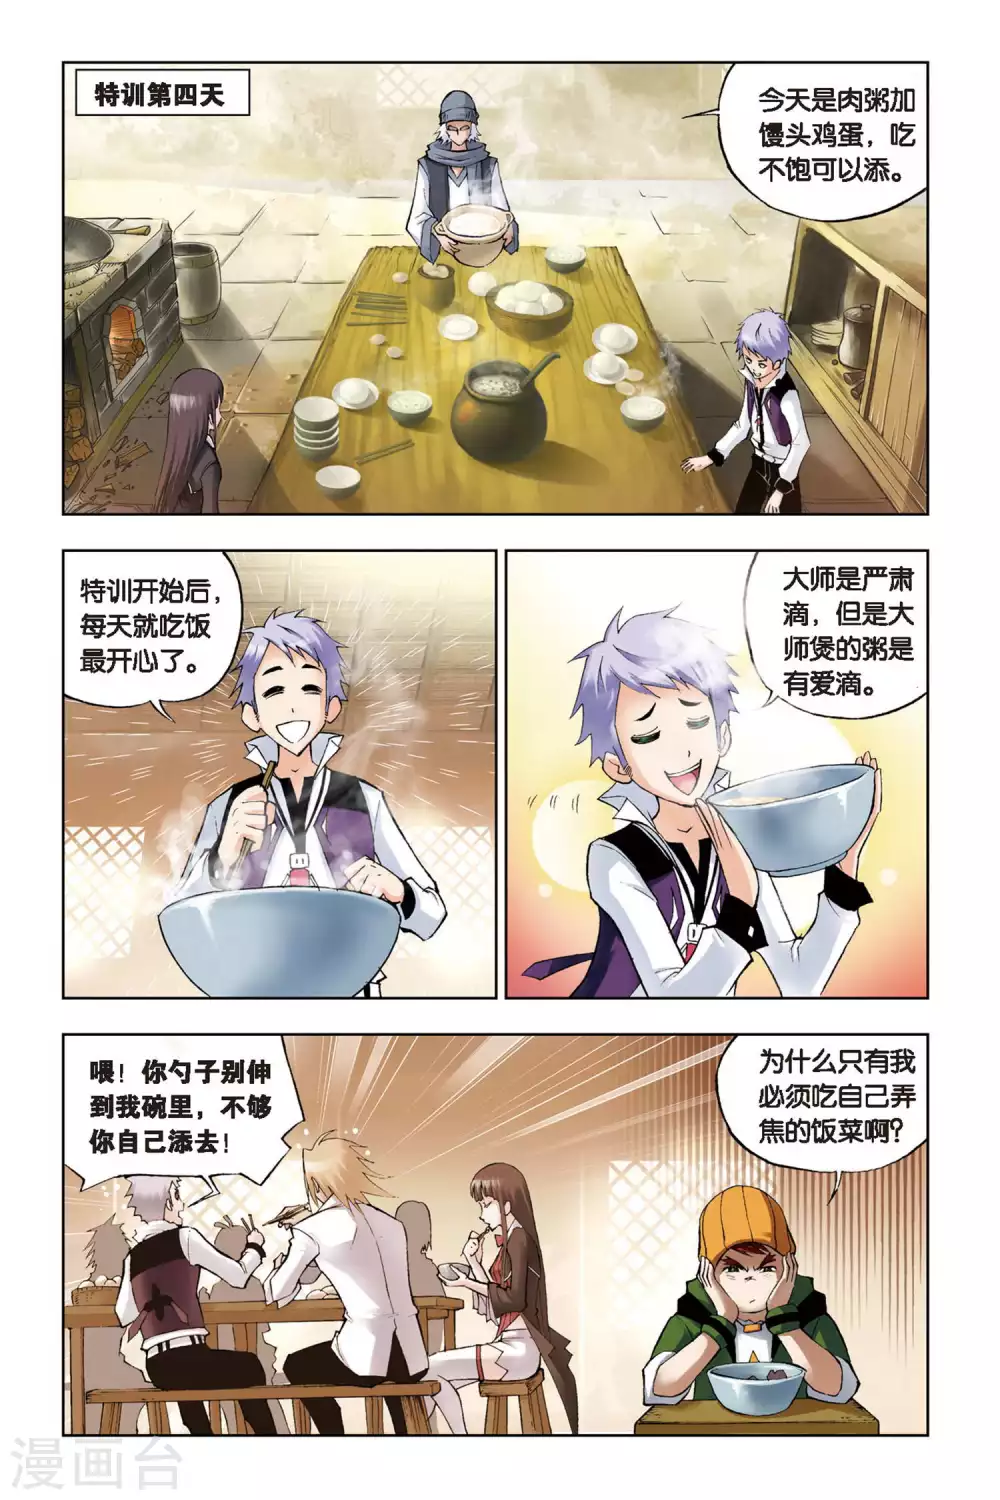 特训第四天
今天是肉粥加
馒头鸡蛋，吃
不饱可以添。
特训开始后，
每天就吃饭
最开心了。
大师是严肃
滴，但是大
师煲的粥是
有爱滴。
喂！你勺子别伸
到我碗里，不够
你自己添去！
为什么只有我
必须吃自己弄
焦的饭菜啊？
漫画台